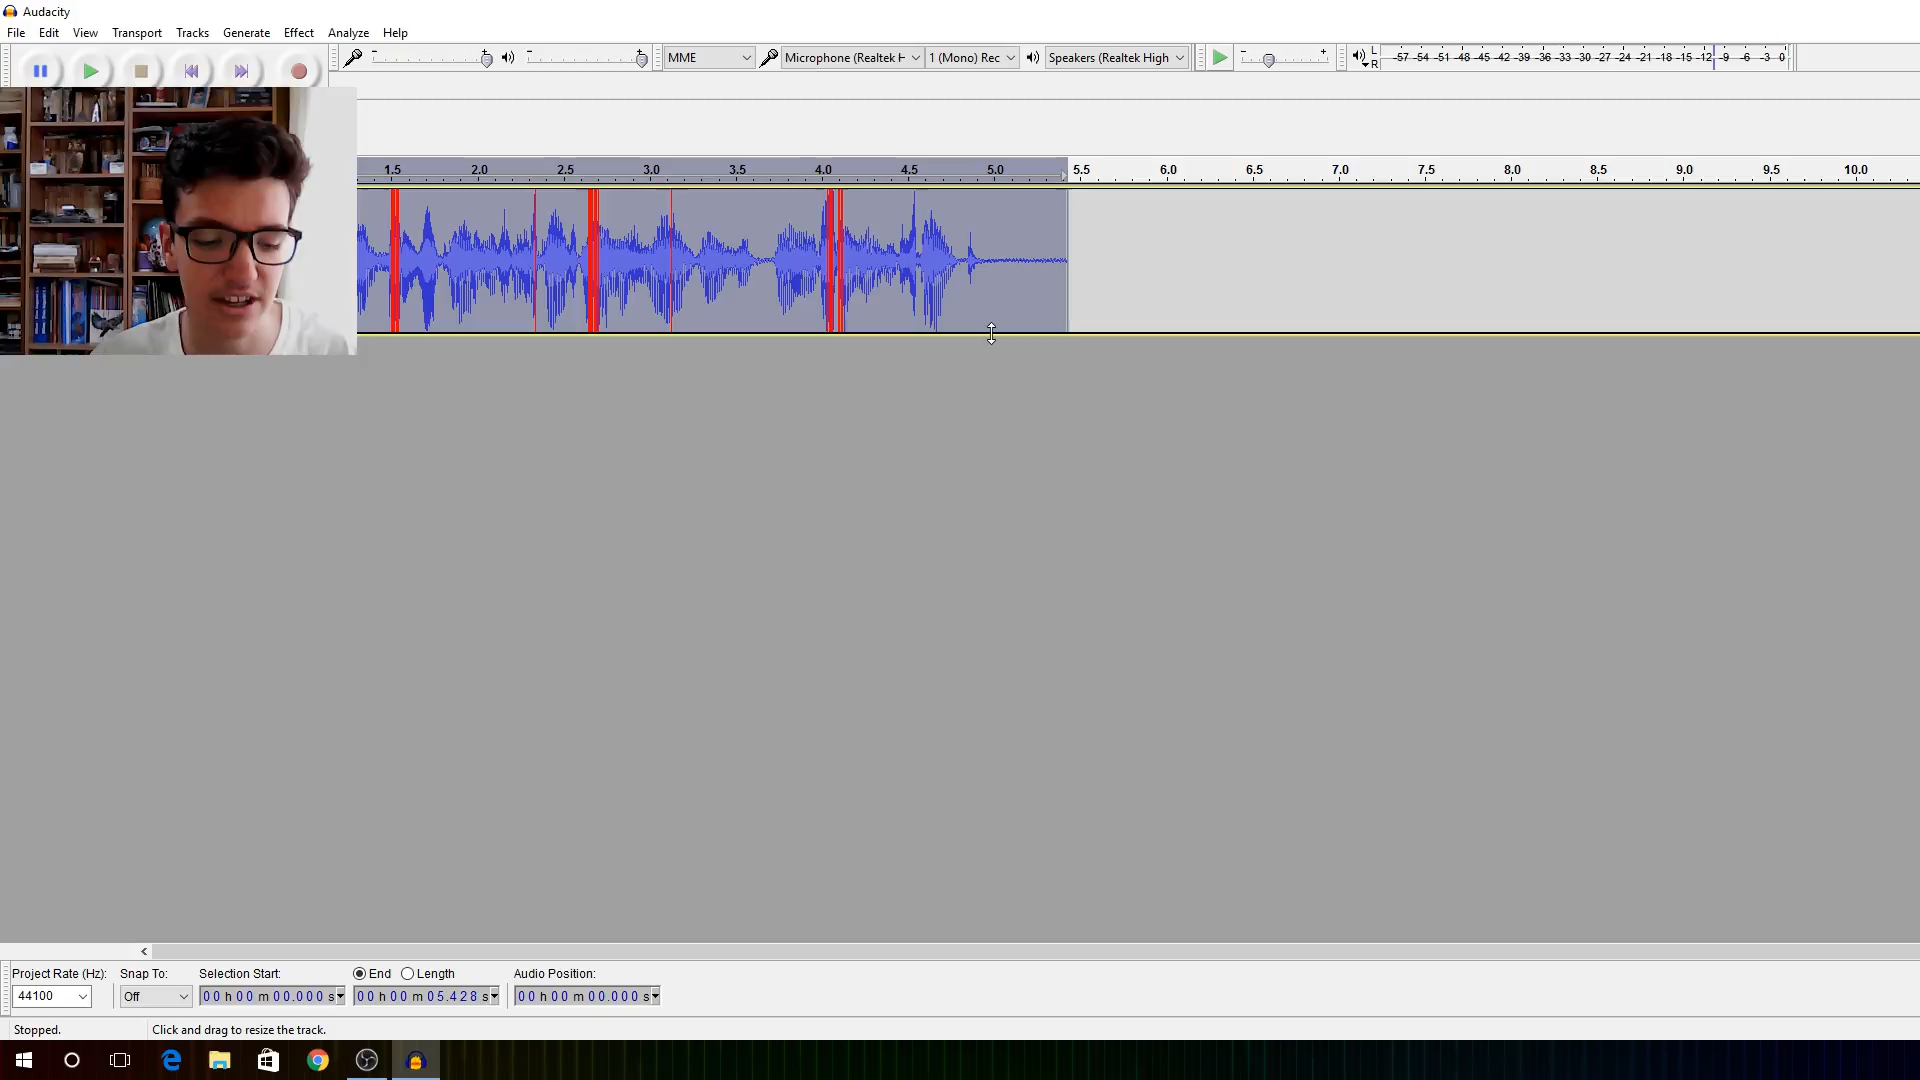 Audacity
File Edit View Transport Tracks Generate Effect Analyze Help
MME Microphone (Realtek H 1 (Mono) Rec Speakers (Realtek High L R -57 -54 -51 -48 -45 -42 -39 -36 -33 -30 -27 -24 -21 -18 -15 -12 -9 -6 -3 0
1.5 2.0 2.5 3.0 3.5 4.0 4.5 5.0 5.5 6.0 6.5 7.0 7.5 8.0 8.5 9.0 9.5 10.0
Project Rate (Hz): Snap To: Selection Start: End Length Audio Position:
44100 Off 00 h 00 m 00.000 s 00 h 00 m 05.428 s 00 h 00 m 00.000 s
Stopped. Click and drag to resize the track.